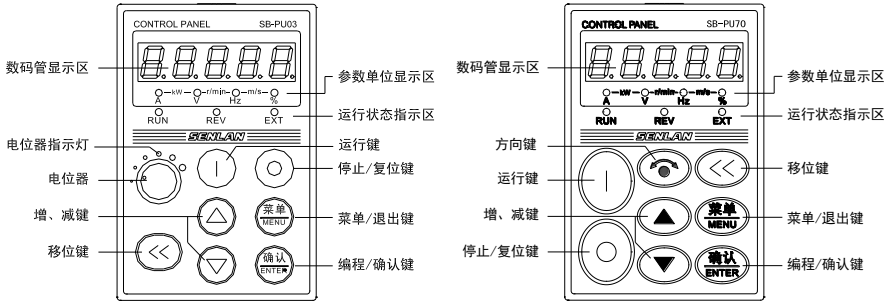 CONTROL PANEL SB-PU03
数码管显示区
参数单位显示区
A kW V r/min Hz m/s %
RUN REV EXT
运行状态指示区
SENLAN
电位器指示灯
运行键
电位器
停止/复位键
增、减键
菜单
MENU
菜单/退出键
移位键
确认
ENTER
编程/确认键
CONTROL PANEL SB-PU70
数码管显示区
参数单位显示区
A kW V r/min Hz m/s %
RUN REV EXT
运行状态指示区
SENLAN
方向键
运行键
移位键
增、减键
菜单
MENU
菜单/退出键
停止/复位键
确认
ENTER
编程/确认键